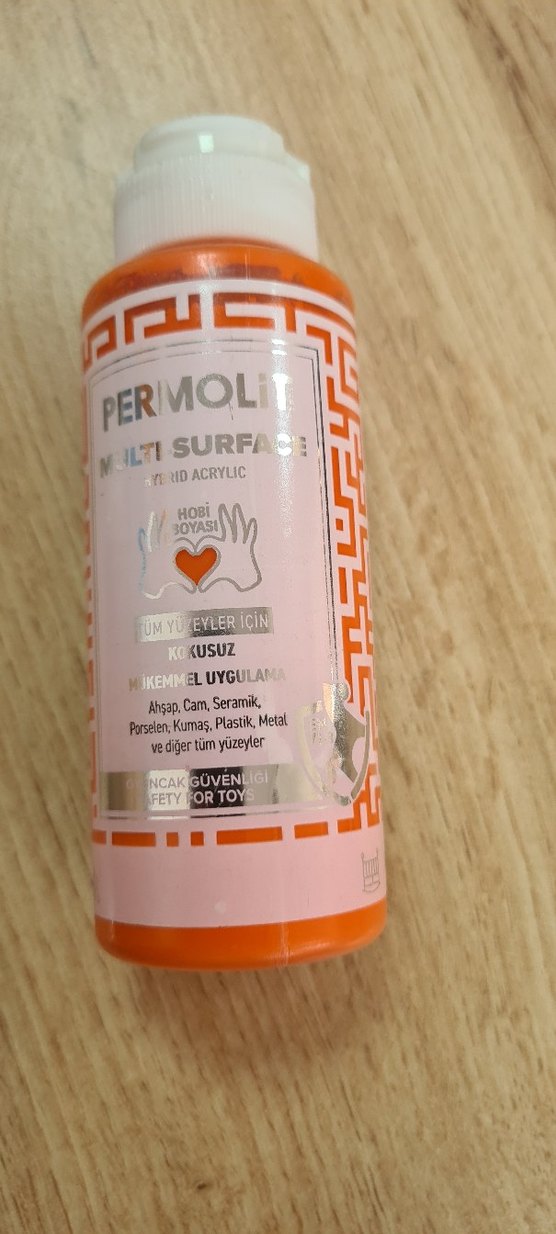 PERMOLiT
MULTI-SURFACE
HYBRID ACRYLIC
HOBİ
BOYASI
TÜM YÜZEYLER İÇİN
KOKUSUZ
MÜKEMMEL UYGULAMA
Ahşap, Cam, Seramik,
Porselen, Kumaş, Plastik, Metal
ve diğer tüm yüzeyler
OYUNCAK GÜVENLİĞİ
SAFETY FOR TOYS